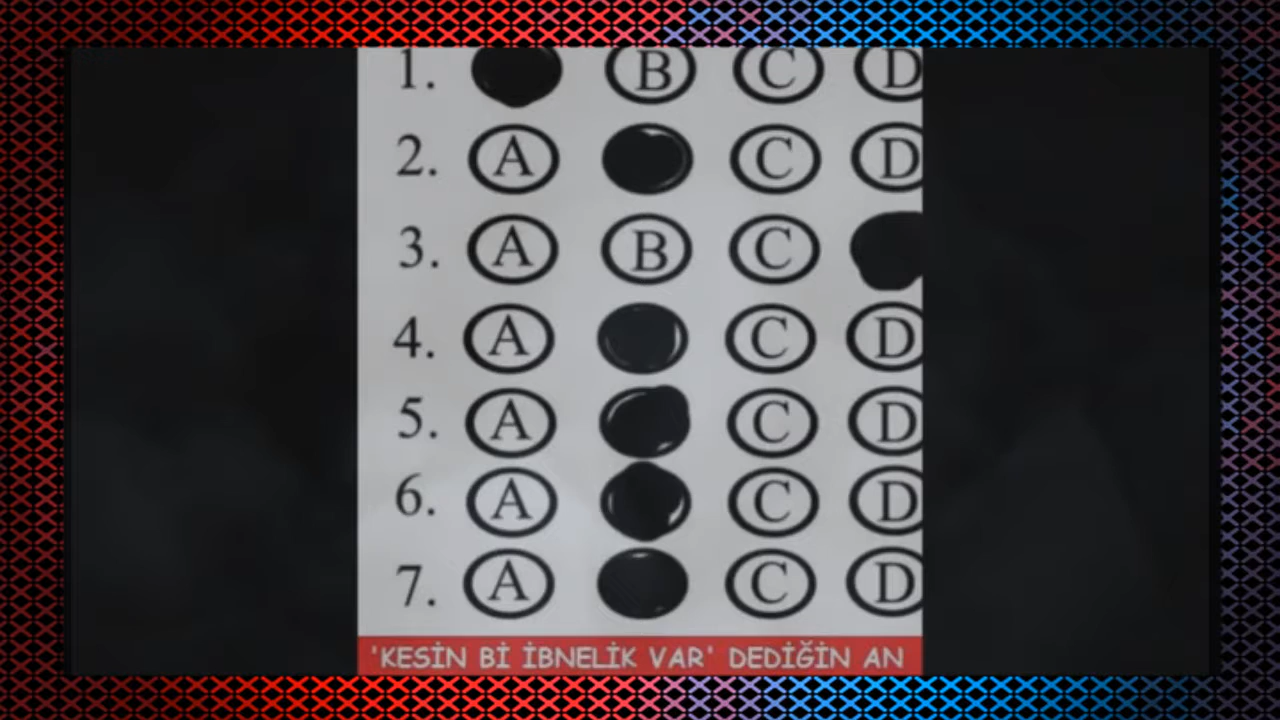 1. B C D
2. A C D
3. A B C
4. A C D
5. A C D
6. A C D
7. A C D
'KESİN Bİ İBNELİK VAR' DEDİĞİN AN